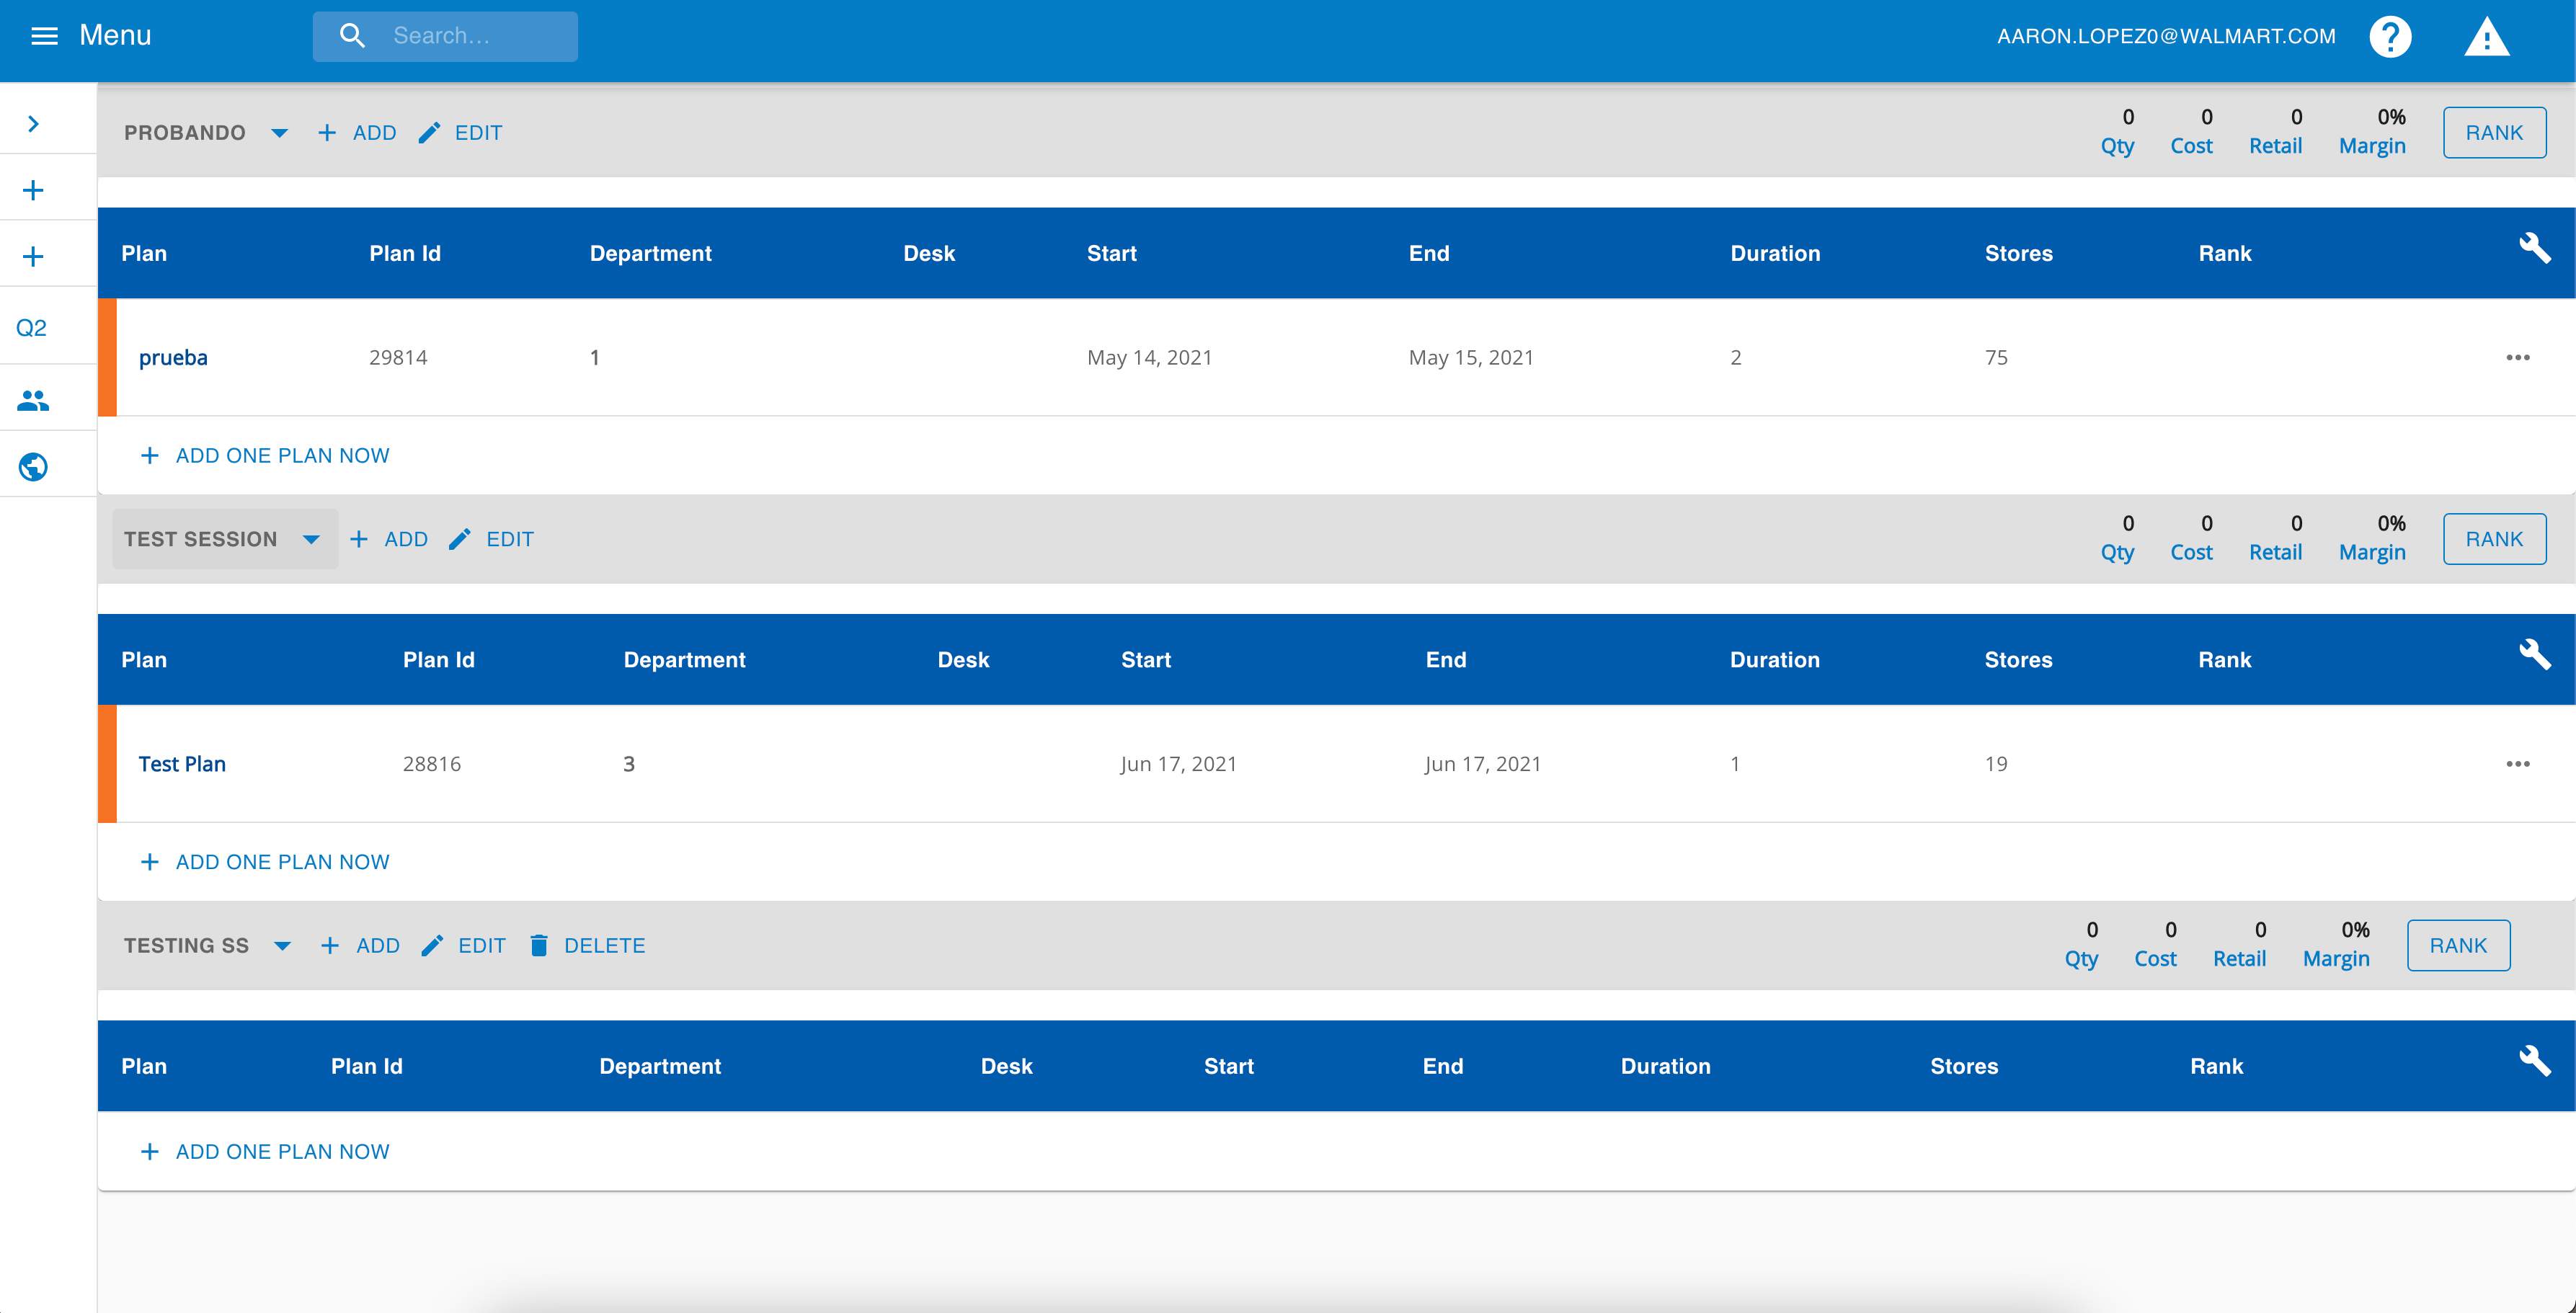 Menu
Search...
AARON.LOPEZ0@WALMART.COM
PROBANDO ADD EDIT
0 0 0 0%
Qty Cost Retail Margin RANK
Plan Plan Id Department Desk Start End Duration Stores Rank
Q2
prueba 29814 1 May 14, 2021 May 15, 2021 2 75
ADD ONE PLAN NOW
TEST SESSION ADD EDIT
0 0 0 0%
Qty Cost Retail Margin RANK
Plan Plan Id Department Desk Start End Duration Stores Rank
Test Plan 28816 3 Jun 17, 2021 Jun 17, 2021 1 19
ADD ONE PLAN NOW
TESTING SS ADD EDIT DELETE
0 0 0 0%
Qty Cost Retail Margin RANK
Plan Plan Id Department Desk Start End Duration Stores Rank
ADD ONE PLAN NOW